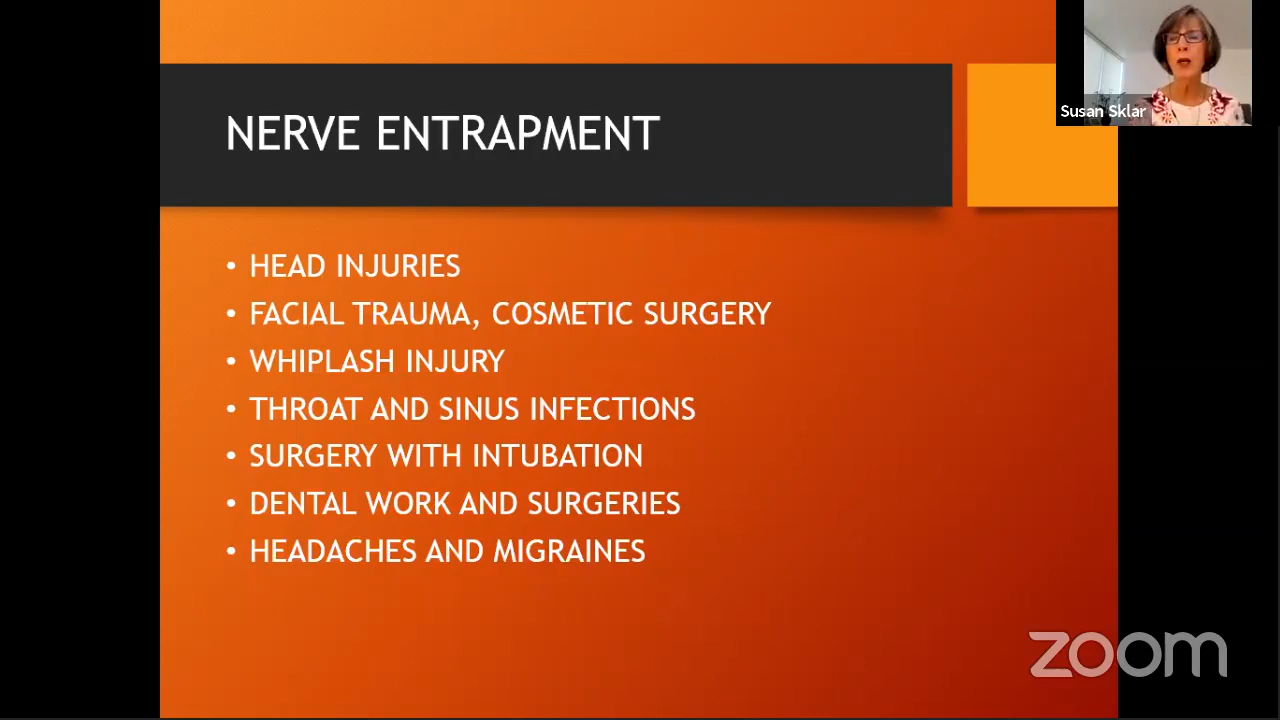 Susan Sklar
NERVE ENTRAPMENT
• HEAD INJURIES
• FACIAL TRAUMA, COSMETIC SURGERY
• WHIPLASH INJURY
• THROAT AND SINUS INFECTIONS
• SURGERY WITH INTUBATION
• DENTAL WORK AND SURGERIES
• HEADACHES AND MIGRAINES
zoom